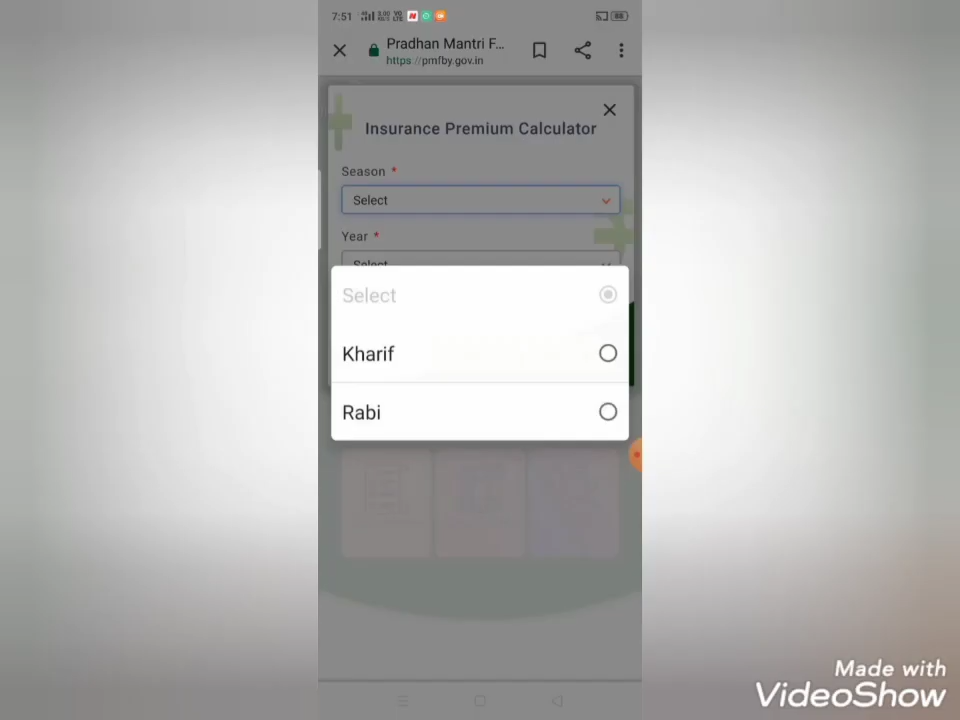 7:51
Pradhan Mantri F...
https://pmfby.gov.in
Insurance Premium Calculator
Season *
Select
Year *
Select
Select
Kharif
Rabi
Made with
VideoShow